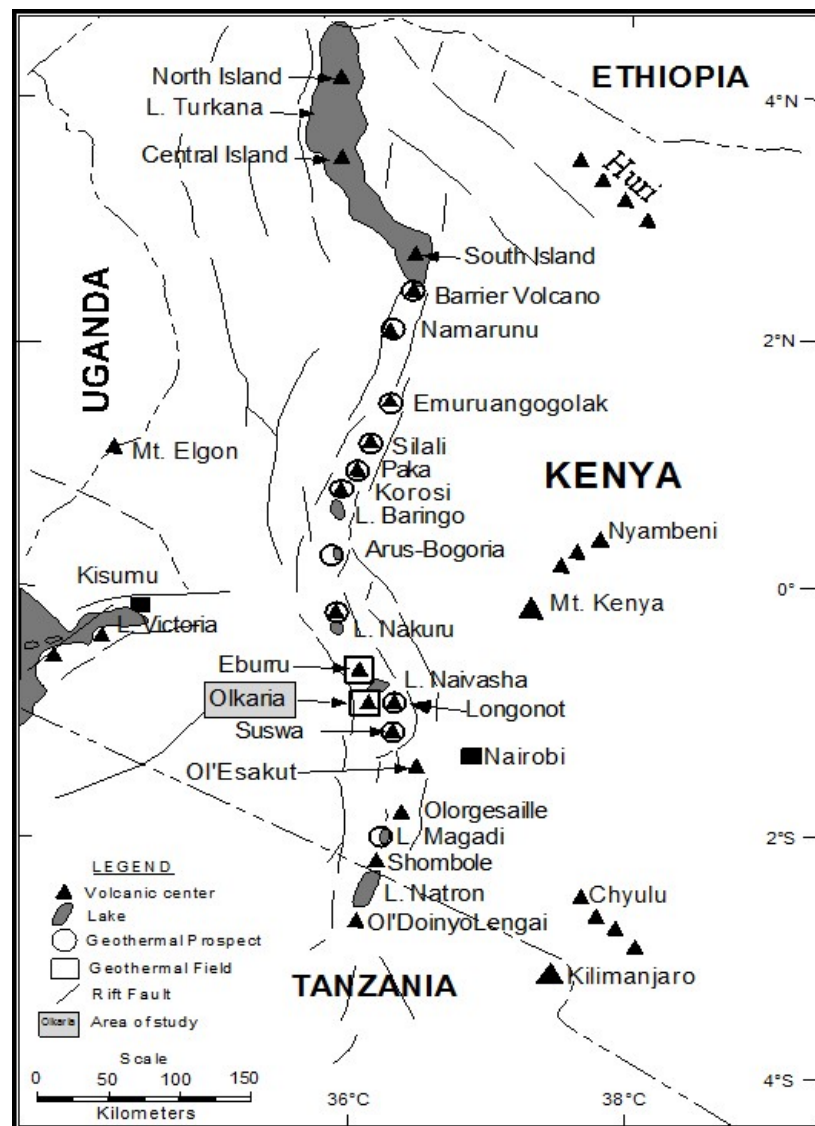 North Island
ETHIOPIA
L. Turkana
4°N
Central Island
Huri
South Island
Barrier Volcano
UGANDA
Namarunu
2°N
Emuruangogolak
Mt. Elgon
Silali
Paka
KENYA
Korosi
L. Baringo
Nyambeni
Arus-Bogoria
Kisumu
0°
Mt. Kenya
L. Victoria
L. Nakuru
Eburru
L. Naivasha
Olkaria
Longonot
Suswa
Nairobi
Ol'Esakut
Olorgesaille
L. Magadi
2°S
LEGEND
Shombole
Volcanic center
L. Natron
Chyulu
Lake
Ol'DoinyoLengai
Geothermal Prospect
Geothermal Field
TANZANIA
Kilimanjaro
Rift Fault
Olkaria
Area of study
Scale
0 50 100 150
4°S
Kilometers
36°C
38°C